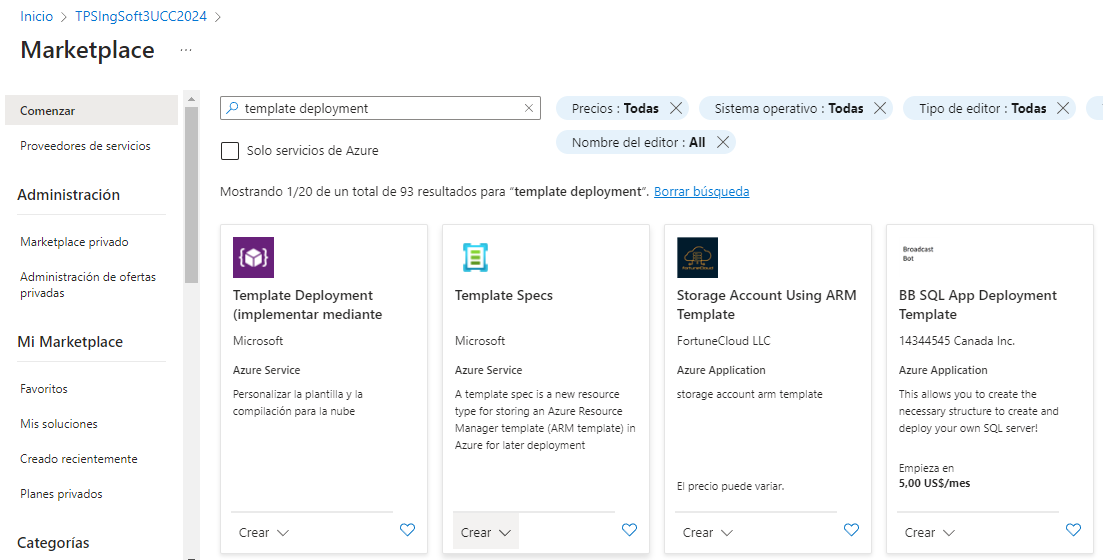 Inicio > TPSIngSoft3UCC2024 >
Marketplace ...
Comenzar
Proveedores de servicios
Administración
Marketplace privado
Administración de ofertas
privadas
Mi Marketplace
Favoritos
Mis soluciones
Creado recientemente
Planes privados
Categorías
template deployment
Precios : Todas
Sistema operativo : Todas
Tipo de editor : Todas
Nombre del editor : All
Solo servicios de Azure
Mostrando 1/20 de un total de 93 resultados para “template deployment”. Borrar búsqueda
Template Deployment
(implementar mediante
Microsoft
Azure Service
Personalizar la plantilla y la
compilación para la nube
Crear
Template Specs
Microsoft
Azure Service
A template spec is a new resource
type for storing an Azure Resource
Manager template (ARM template) in
Azure for later deployment
Crear
FortuneCloud
Storage Account Using ARM
Template
FortuneCloud LLC
Azure Application
storage account arm template
El precio puede variar.
Crear
Broadcast
Bot
BB SQL App Deployment
Template
14344545 Canada Inc.
Azure Application
This allows you to create the
necessary structure to create and
deploy your own SQL server!
Empieza en
5,00 US$/mes
Crear